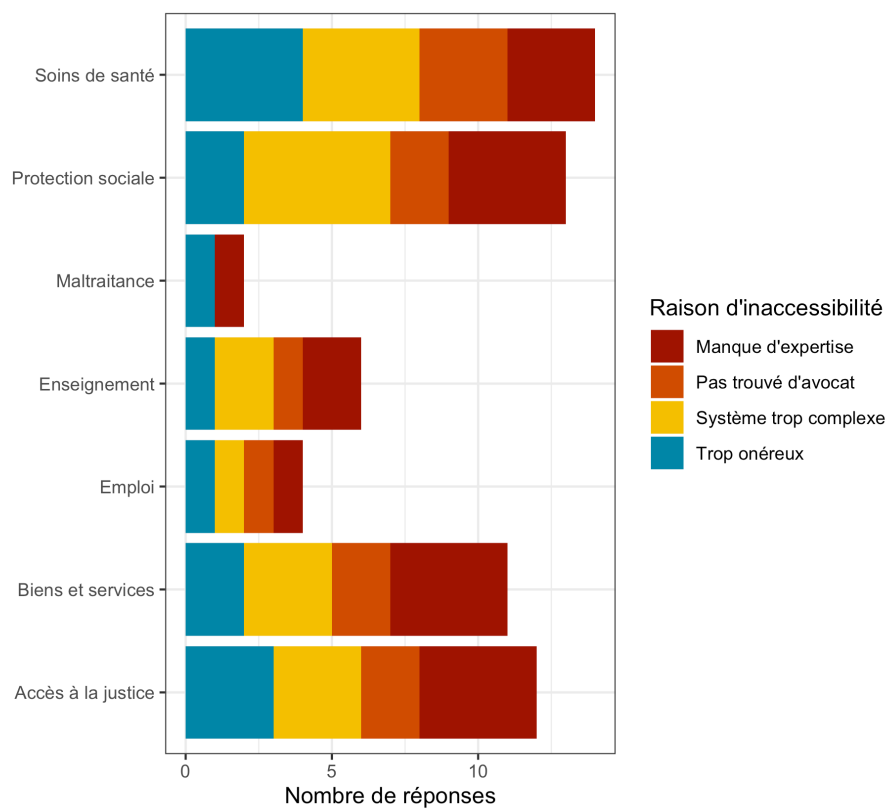 Soins de santé
Protection sociale
Maltraitance
Enseignement
Emploi
Biens et services
Accès à la justice
0 5 10
Nombre de réponses
Raison d'inaccessibilité
Manque d'expertise
Pas trouvé d'avocat
Système trop complexe
Trop onéreux